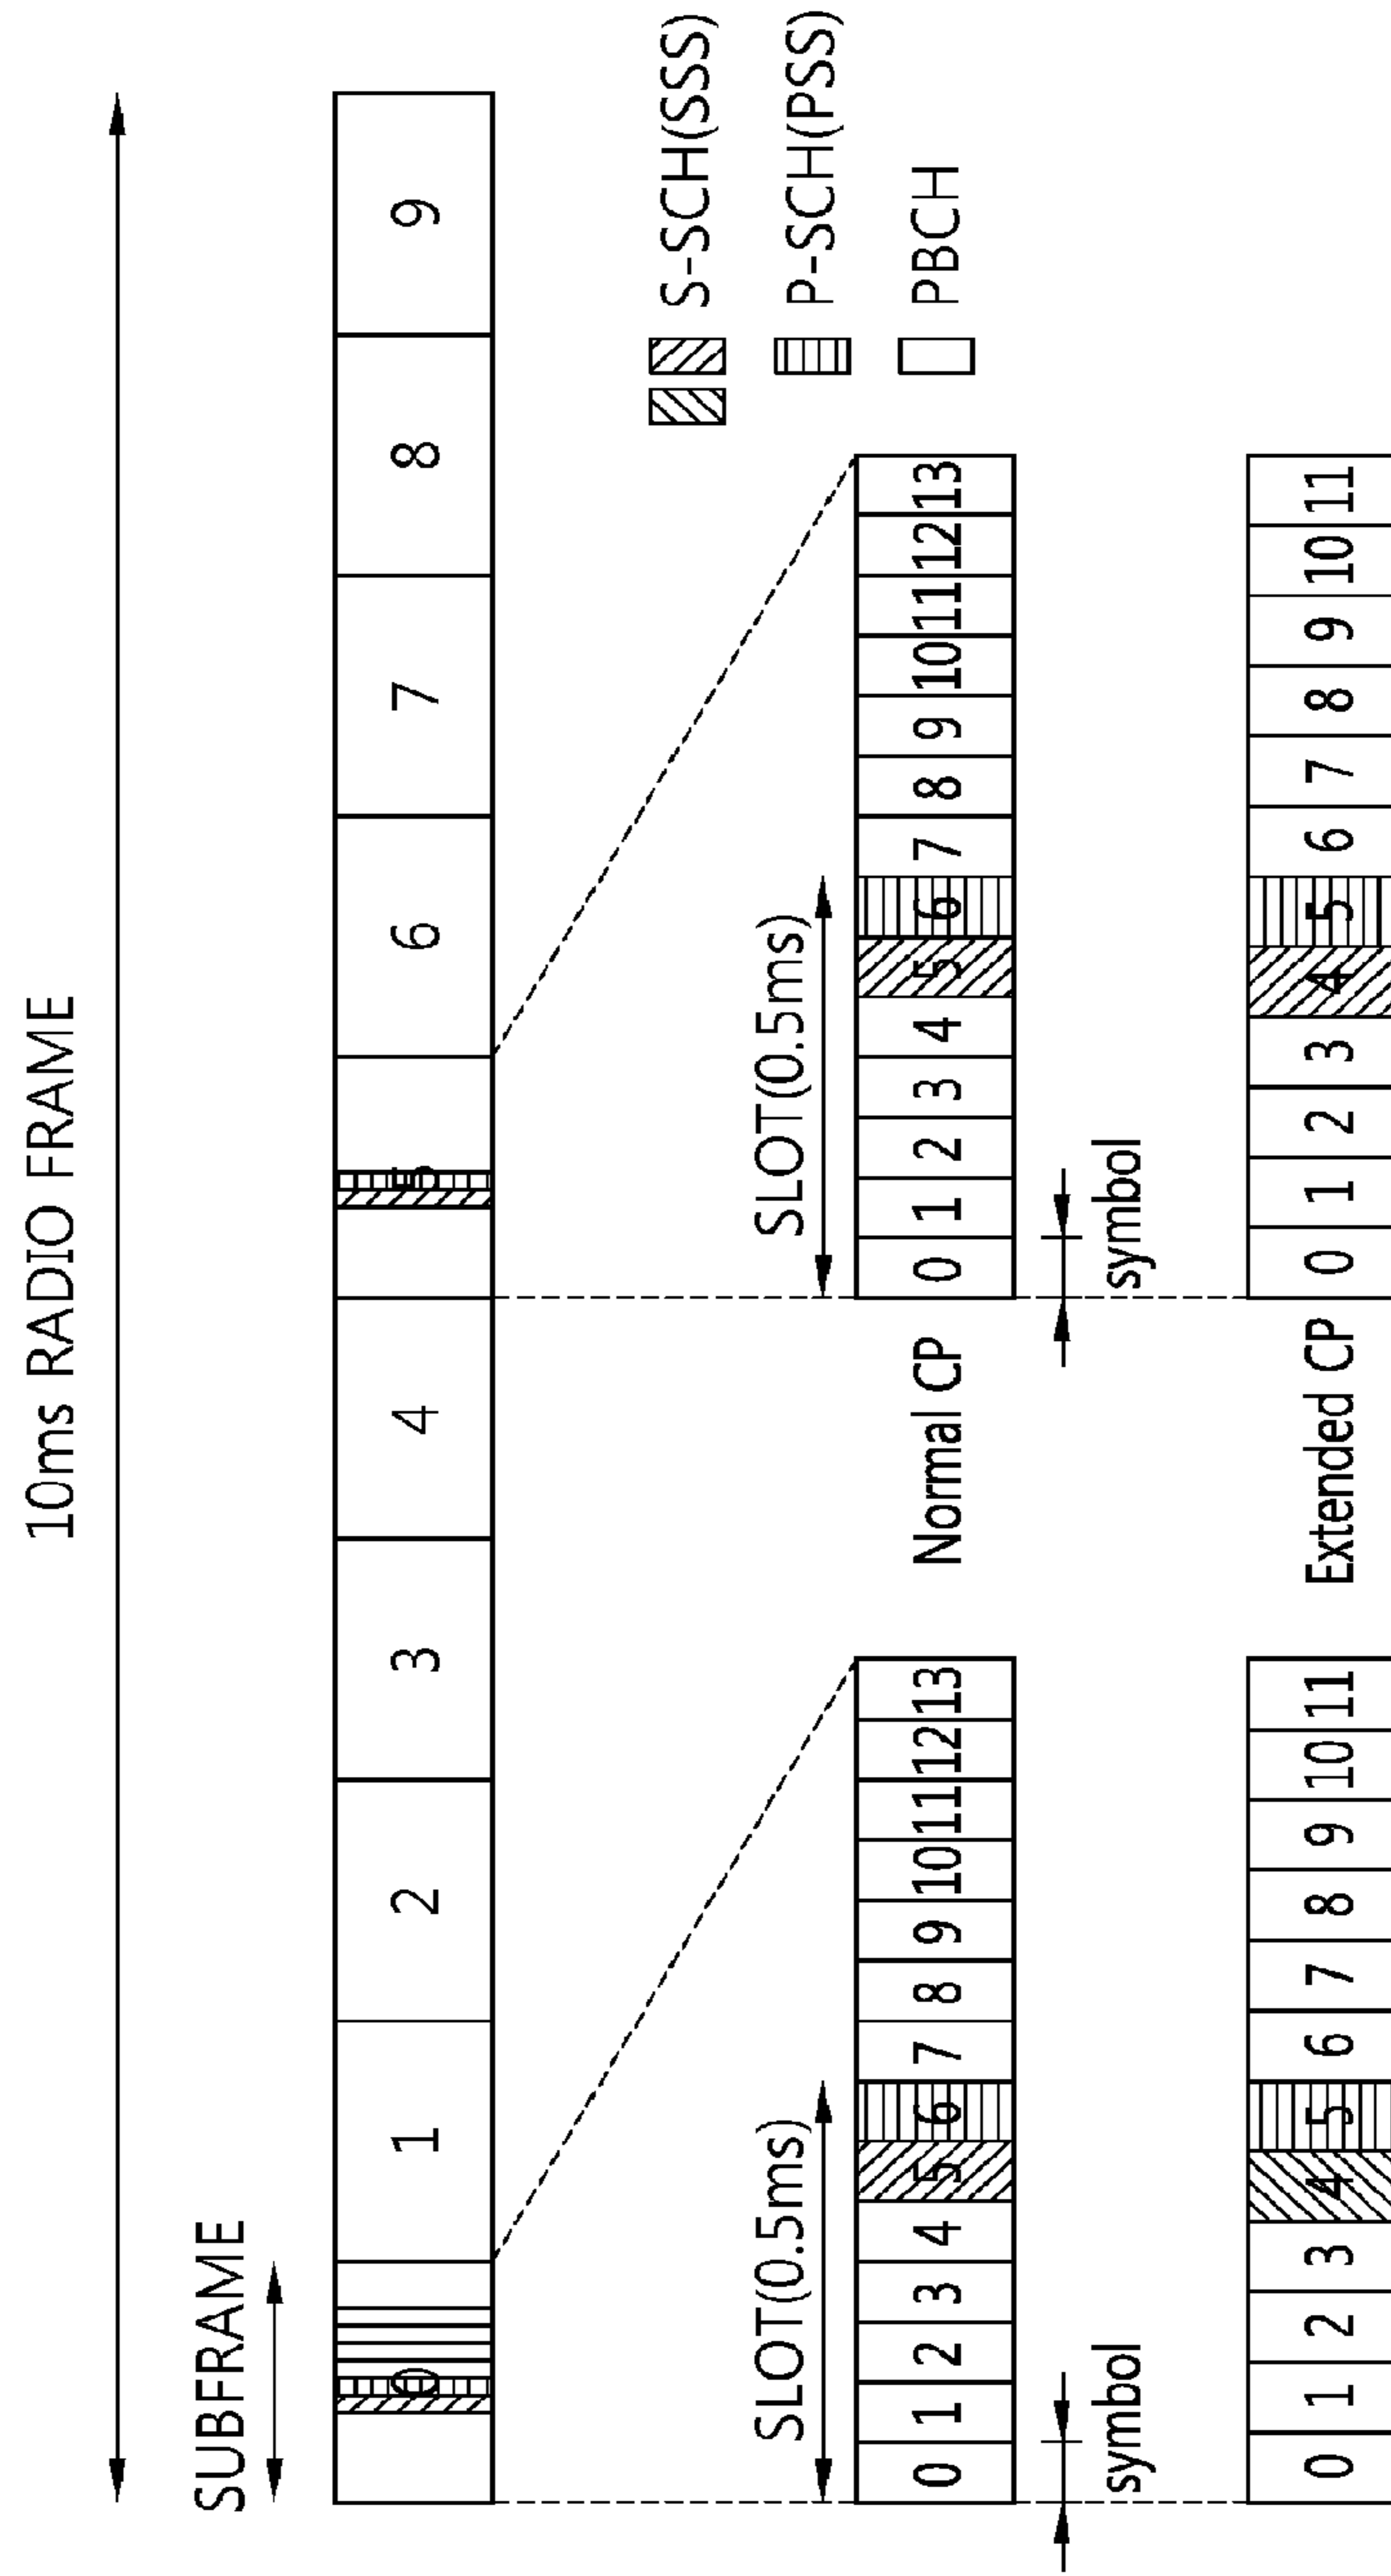 10ms RADIO FRAME
SUBFRAME
0 1 2 3 4 5 6 7 8 9
S-SCH(SSS)
P-SCH(PSS)
PBCH
SLOT(0.5ms)
SLOT(0.5ms)
0 1 2 3 4 5 6 7 8 9 10 11 12 13
Normal CP
0 1 2 3 4 5 6 7 8 9 10 11 12 13
symbol
symbol
0 1 2 3 4 5 6 7 8 9 10 11
Extended CP
0 1 2 3 4 5 6 7 8 9 10 11